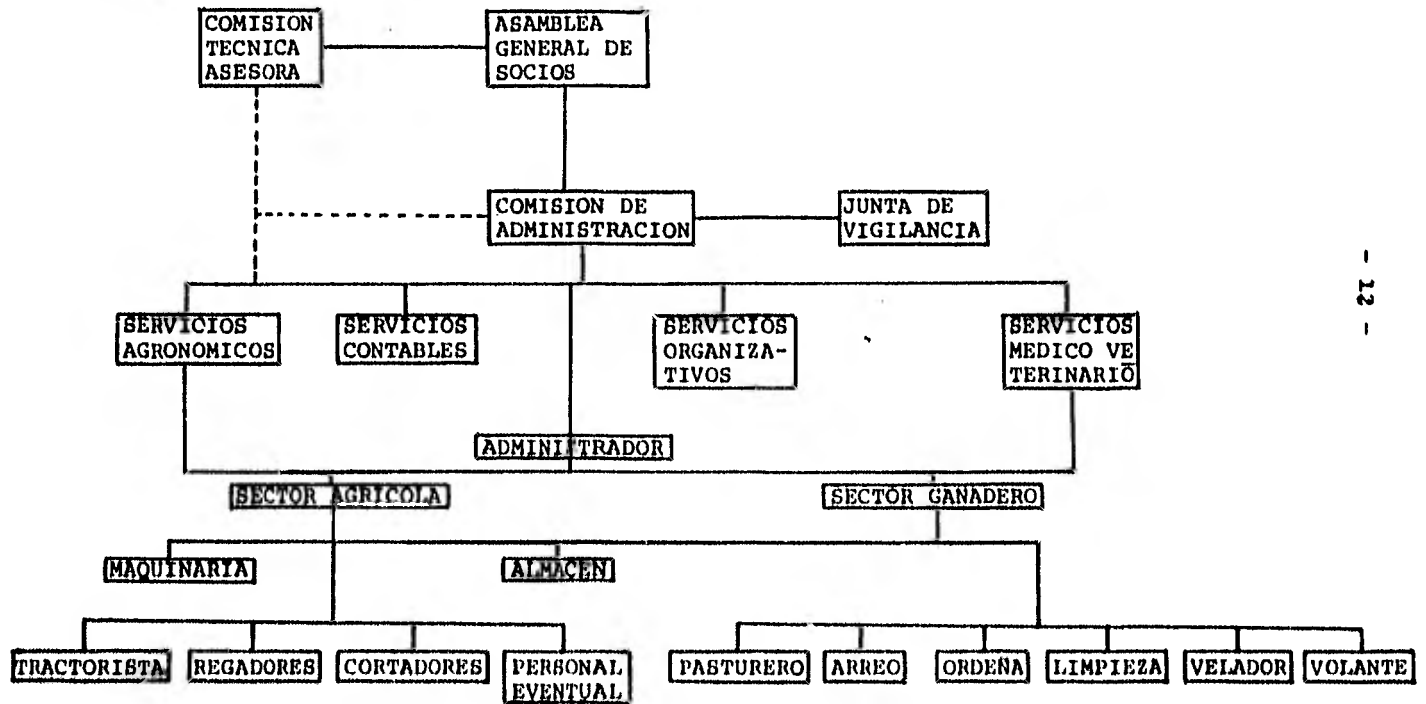 COMISION
TECNICA
ASESORA
ASAMBLEA
GENERAL DE
SOCIOS
COMISION DE
ADMINISTRACION
JUNTA DE
VIGILANCIA
- 12 -
SERVICIOS
AGRONOMICOS
SERVICIOS
CONTABLES
SERVICIOS
ORGANIZA-
TIVOS
SERVICIOS
MEDICO VE
TERINARIO
ADMINISTRADOR
SECTOR AGRICOLA
SECTOR GANADERO
MAQUINARIA
ALMACEN
TRACTORISTA
REGADORES
CORTADORES
PERSONAL
EVENTUAL
PASTURERO
ARREO
ORDEÑA
LIMPIEZA
VELADOR
VOLANTE